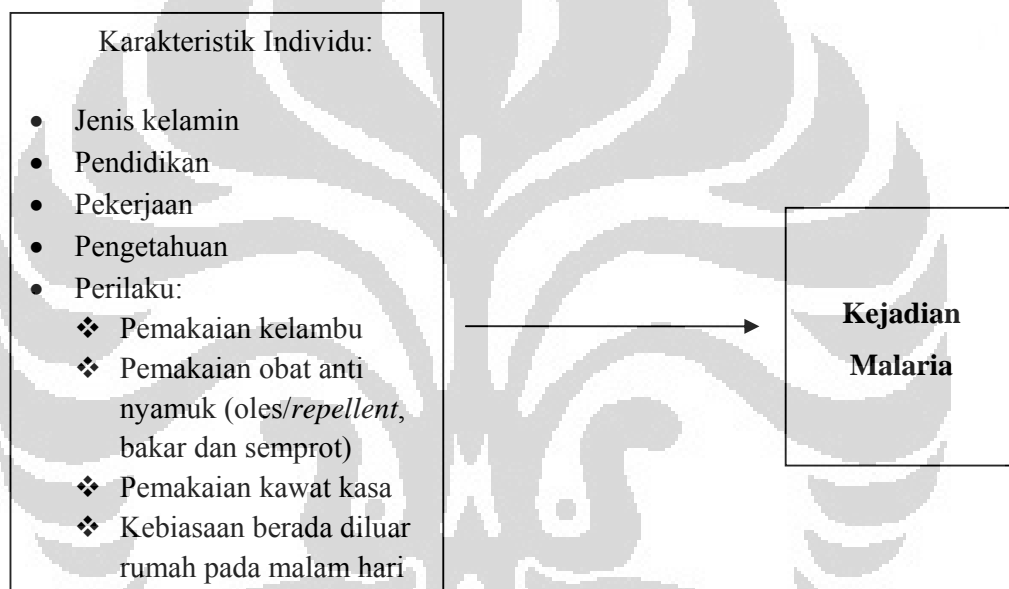 Karakteristik Individu:
• Jenis kelamin
• Pendidikan
• Pekerjaan
• Pengetahuan
• Perilaku:
❖ Pemakaian kelambu
❖ Pemakaian obat anti
nyamuk (oles/repellent,
bakar dan semprot)
❖ Pemakaian kawat kasa
❖ Kebiasaan berada diluar
rumah pada malam hari
Kejadian
Malaria